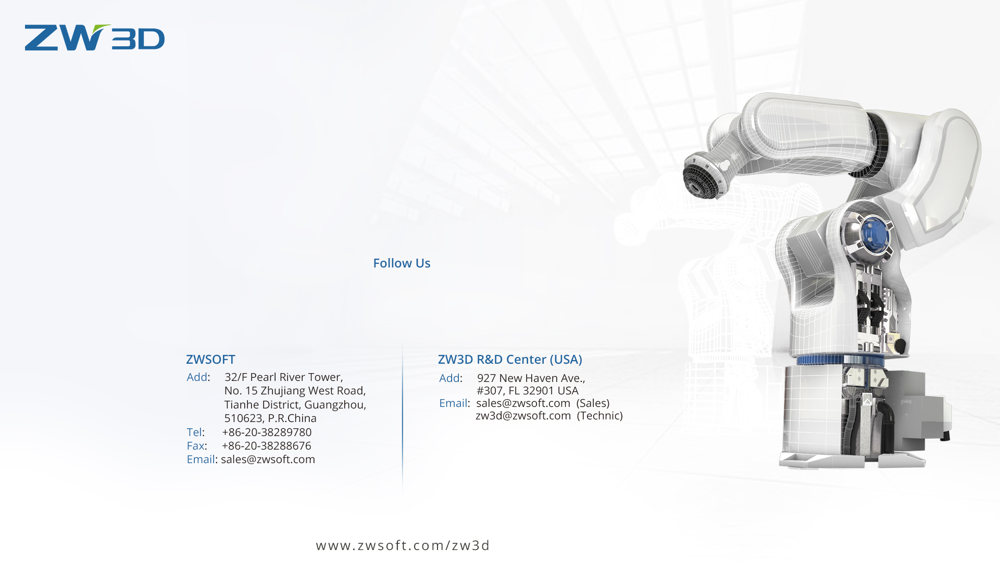 ZW3D
Follow Us
ZWSOFT
Add: 32/F Pearl River Tower,
No. 15 Zhujiang West Road,
Tianhe District, Guangzhou,
510623, P.R.China
Tel: +86-20-38289780
Fax: +86-20-38288676
Email: sales@zwsoft.com
ZW3D R&D Center (USA)
Add: 927 New Haven Ave.,
#307, FL 32901 USA
Email: sales@zwsoft.com (Sales)
zw3d@zwsoft.com (Technic)
www.zwsoft.com/zw3d